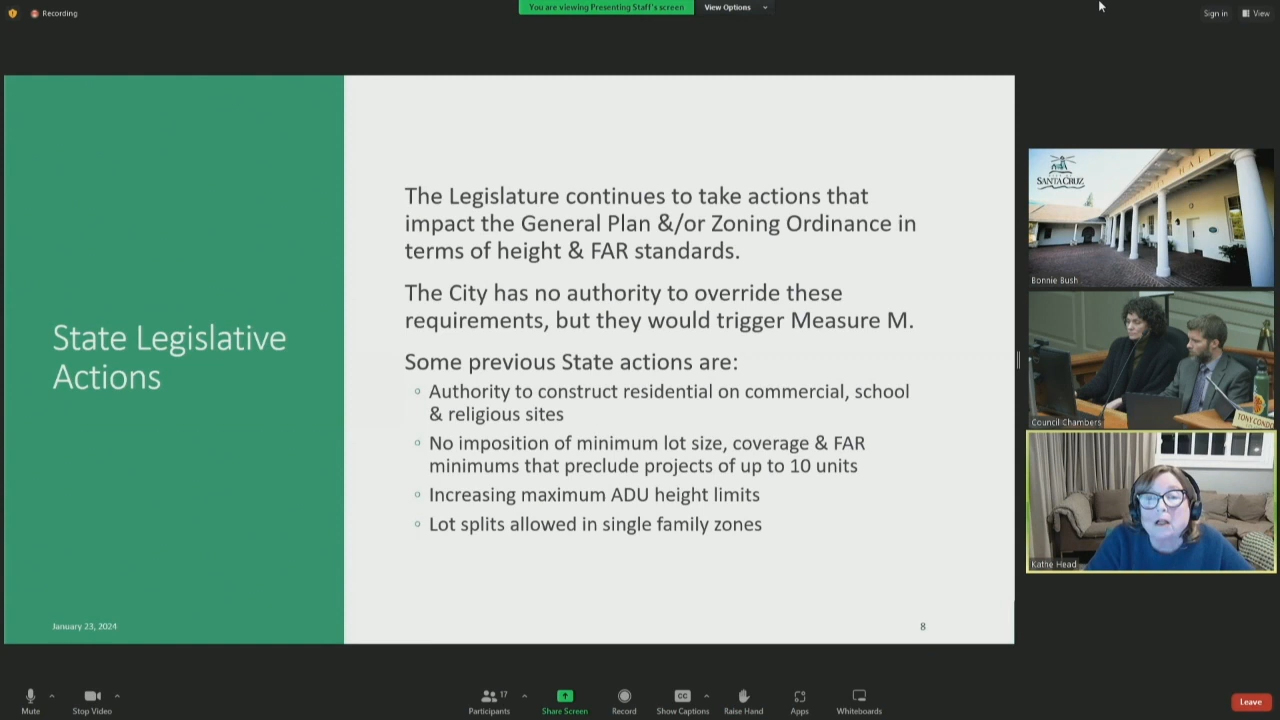 Recording
You are viewing Presenting Staff's screen
View Options
Sign in
View
State Legislative
Actions
January 23, 2024
The Legislature continues to take actions that
impact the General Plan &/or Zoning Ordinance in
terms of height & FAR standards.
The City has no authority to override these
requirements, but they would trigger Measure M.
Some previous State actions are:
Authority to construct residential on commercial, school
& religious sites
No imposition of minimum lot size, coverage & FAR
minimums that preclude projects of up to 10 units
Increasing maximum ADU height limits
Lot splits allowed in single family zones
8
SANTA CRUZ
Bonnie Bush
Council Chambers
Kathe Head
Mute
Stop Video
Participants
17
Share Screen
Record
CC
Show Captions
Raise Hand
Apps
Whiteboards
Leave